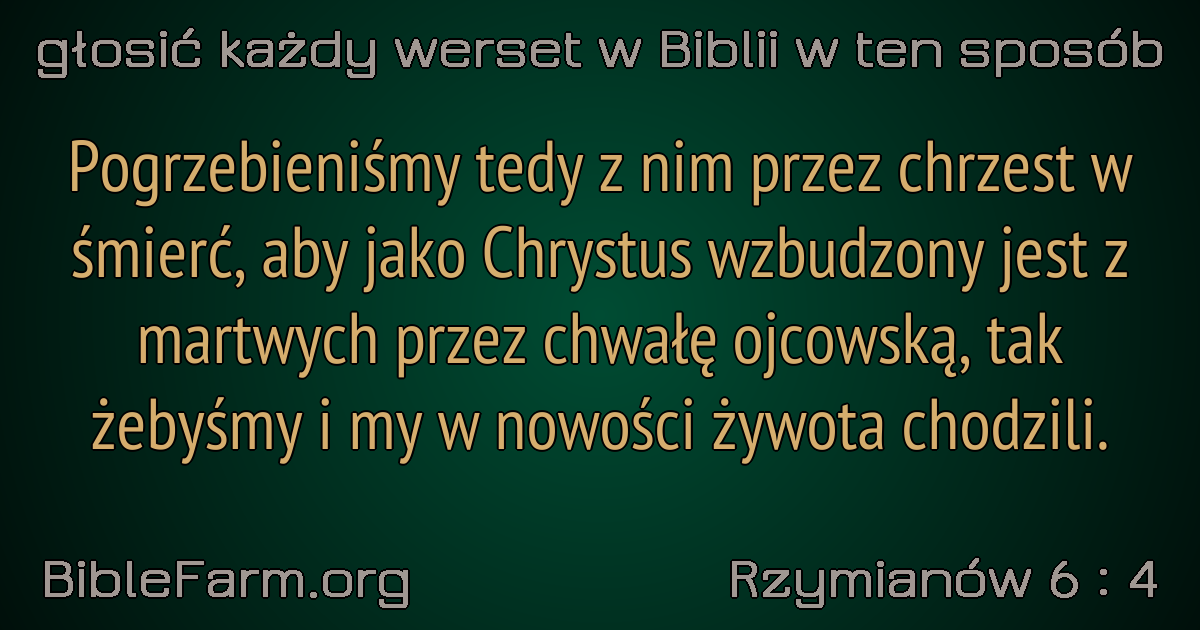 głosić każdy werset w Biblii w ten sposób
Pogrzebieniśmy tedy z nim przez chrzest w
śmierć, aby jako Chrystus wzbudzony jest z
martwych przez chwałę ojcowską, tak
żebyśmy i my w nowości żywota chodzili.
BibleFarm.org
Rzymianów 6 : 4